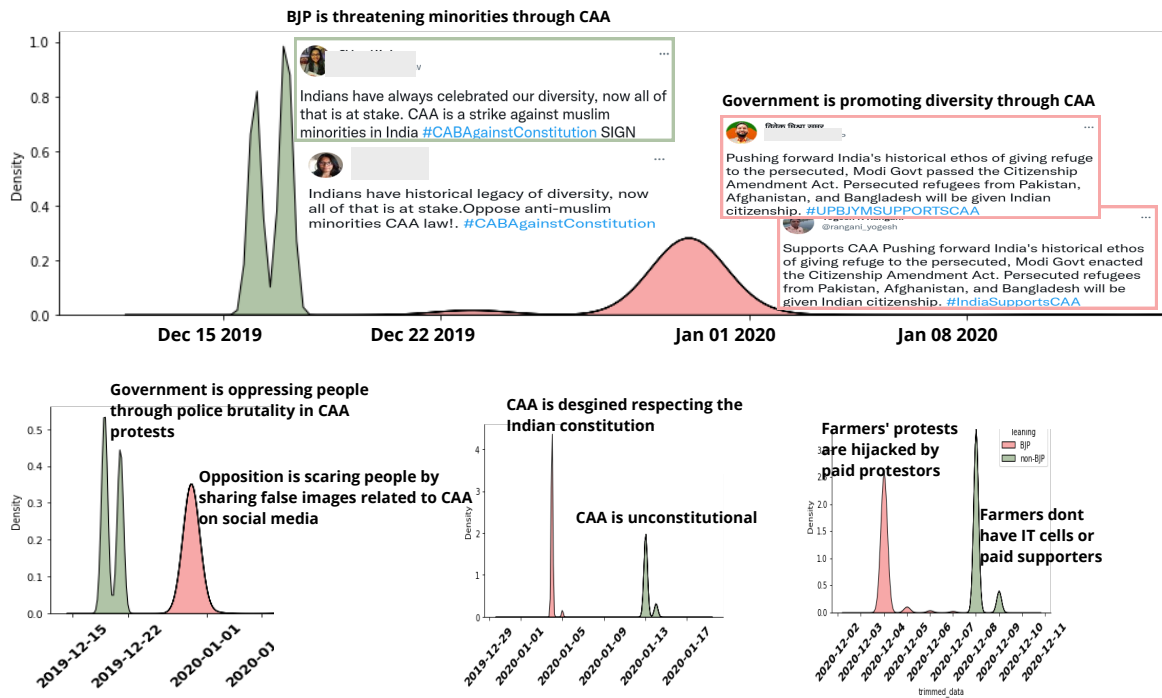 BJP is threatening minorities through CAA
1.0
0.8
0.6
0.4
0.2
0.0
Density
Indians have always celebrated our diversity, now all of
that is at stake. CAA is a strike against muslim
minorities in India #CABAgainstConstitution SIGN
Indians have historical legacy of diversity, now
all of that is at stake.Oppose anti-muslim
minorities CAA law!. #CABAgainstConstitution
Government is promoting diversity through CAA
Pushing forward India's historical ethos of giving refuge
to the persecuted, Modi Govt passed the Citizenship
Amendment Act. Persecuted refugees from Pakistan,
Afghanistan, and Bangladesh will be given Indian
citizenship. #UPBJYMSUPPORTSCAA
@rangani_yogesh
Supports CAA Pushing forward India's historical ethos
of giving refuge to the persecuted, Modi Govt enacted
the Citizenship Amendment Act. Persecuted refugees
from Pakistan, Afghanistan, and Bangladesh will be
given Indian citizenship. #IndiaSupportsCAA
Dec 15 2019
Dec 22 2019
Jan 01 2020
Jan 08 2020
Government is oppressing people
through police brutality in CAA
protests
Opposition is scaring people by
sharing false images related to CAA
on social media
0.5
0.4
0.3
0.2
0.1
0.0
Density
2019-12-15
2019-12-22
2020-01-01
CAA is desgined respecting the
Indian constitution
CAA is unconstitutional
4
3
2
1
0
Density
2019-12-29
2020-01-01
2020-01-05
2020-01-09
2020-01-13
2020-01-17
Farmers' protests
are hijacked by
paid protestors
Farmers dont
have IT cells or
paid supporters
leaning
BJP
non-BJP
2.0
1.5
1.0
0.5
0.0
Density
2020-12-02
2020-12-03
2020-12-04
2020-12-05
2020-12-06
2020-12-07
2020-12-08
2020-12-09
2020-12-10
2020-12-11
trimmed_data